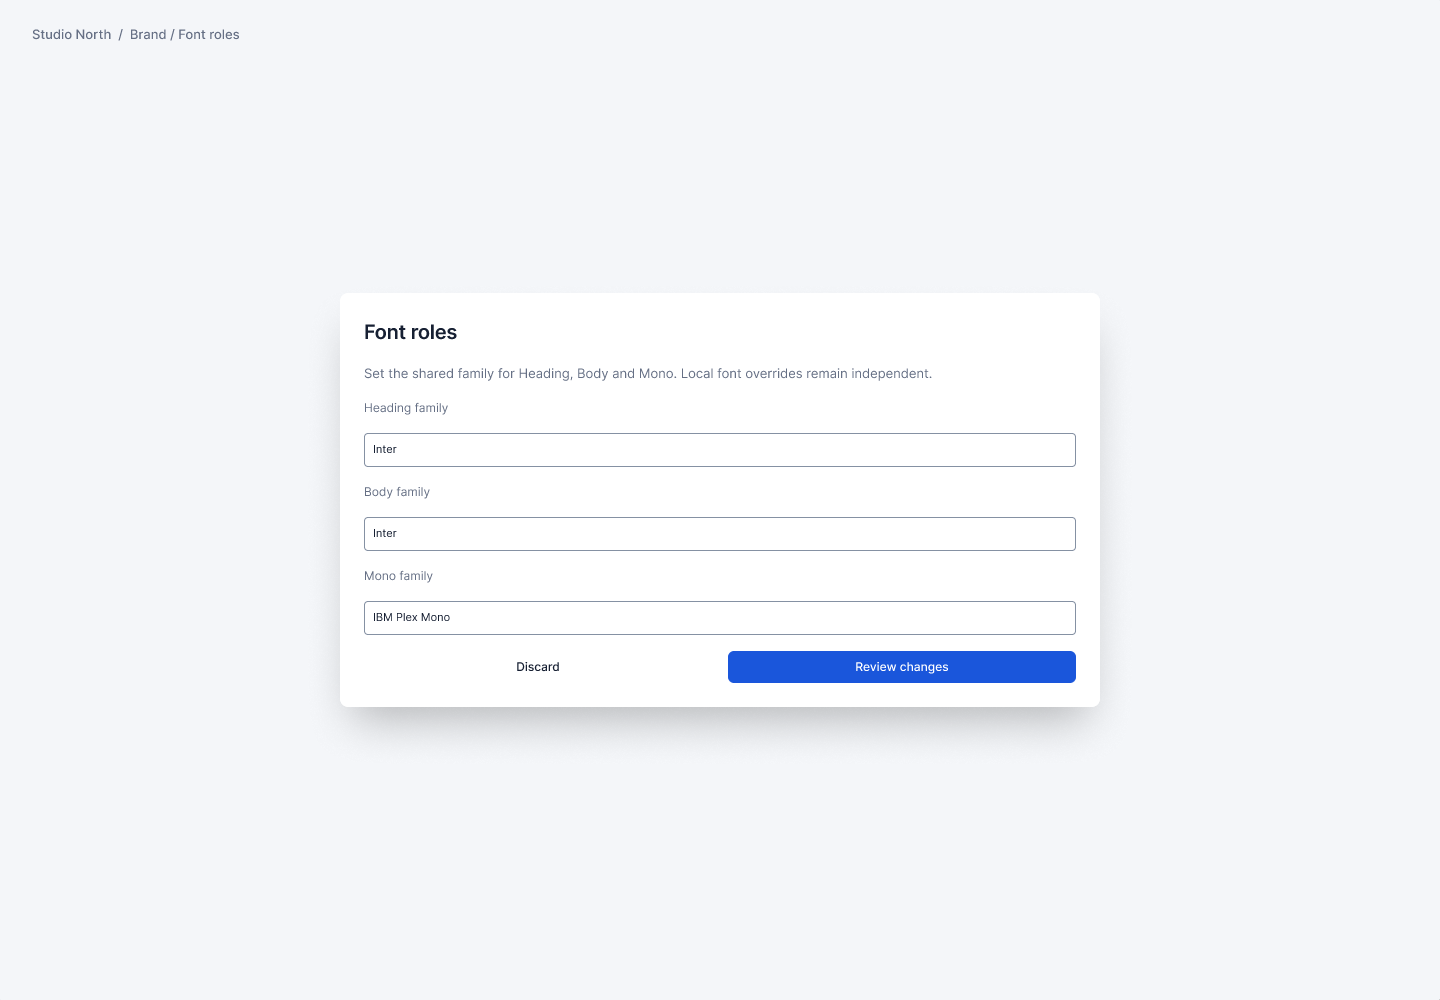 Studio North / Brand / Font roles
Font roles
Set the shared family for Heading, Body and Mono. Local font overrides remain independent.
Heading family
Inter
Body family
Inter
Mono family
IBM Plex Mono
Discard
Review changes